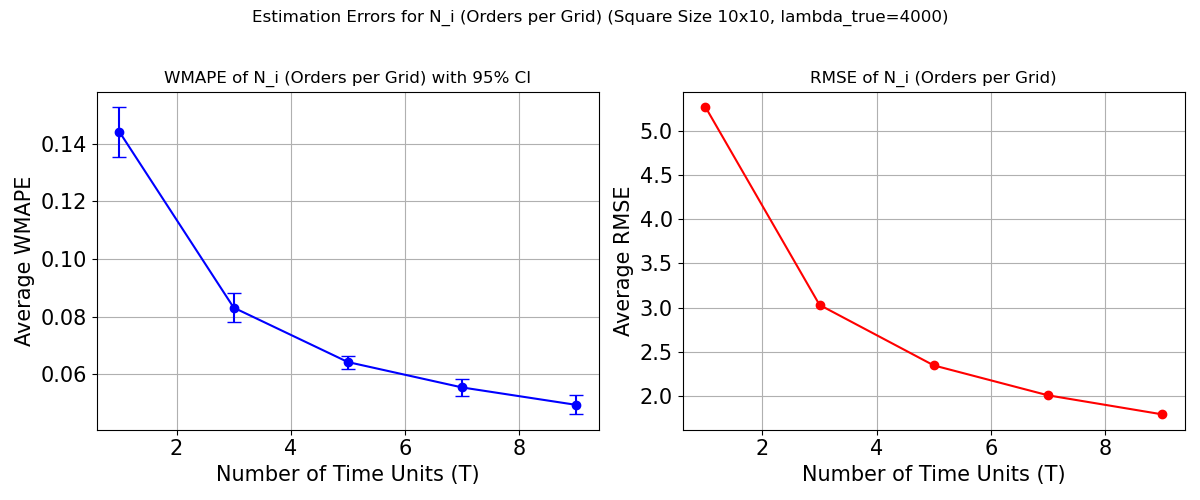 Estimation Errors for N_i (Orders per Grid) (Square Size 10x10, lambda_true=4000)
WMAPE of N_i (Orders per Grid) with 95% CI
Average WMAPE
0.14
0.12
0.10
0.08
0.06
2 4 6 8
Number of Time Units (T)
RMSE of N_i (Orders per Grid)
Average RMSE
5.0
4.5
4.0
3.5
3.0
2.5
2.0
2 4 6 8
Number of Time Units (T)